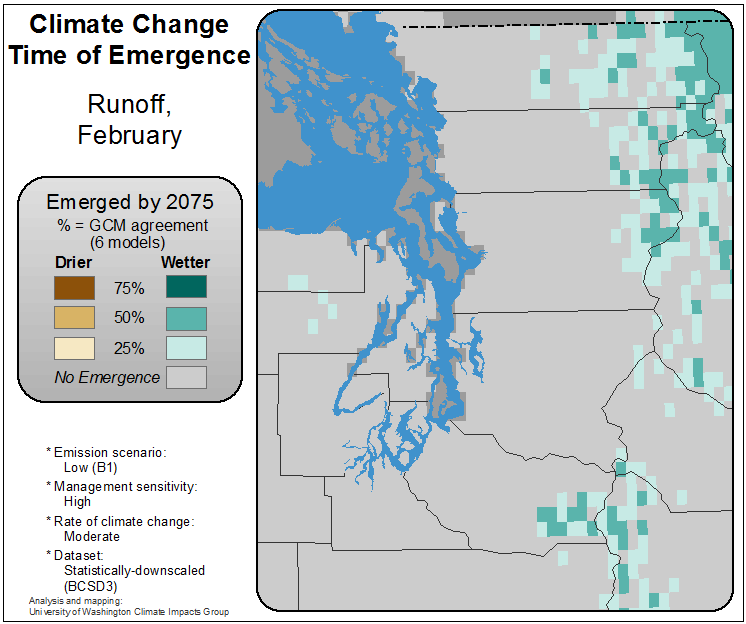 Climate Change
Time of Emergence
Runoff,
February
Emerged by 2075
% = GCM agreement
(6 models)
Drier Wetter
75%
50%
25%
No Emergence
* Emission scenario:
Low (B1)
* Management sensitivity:
High
* Rate of climate change:
Moderate
* Dataset:
Statistically-downscaled
(BCSD3)
Analysis and mapping:
University of Washington Climate Impacts Group